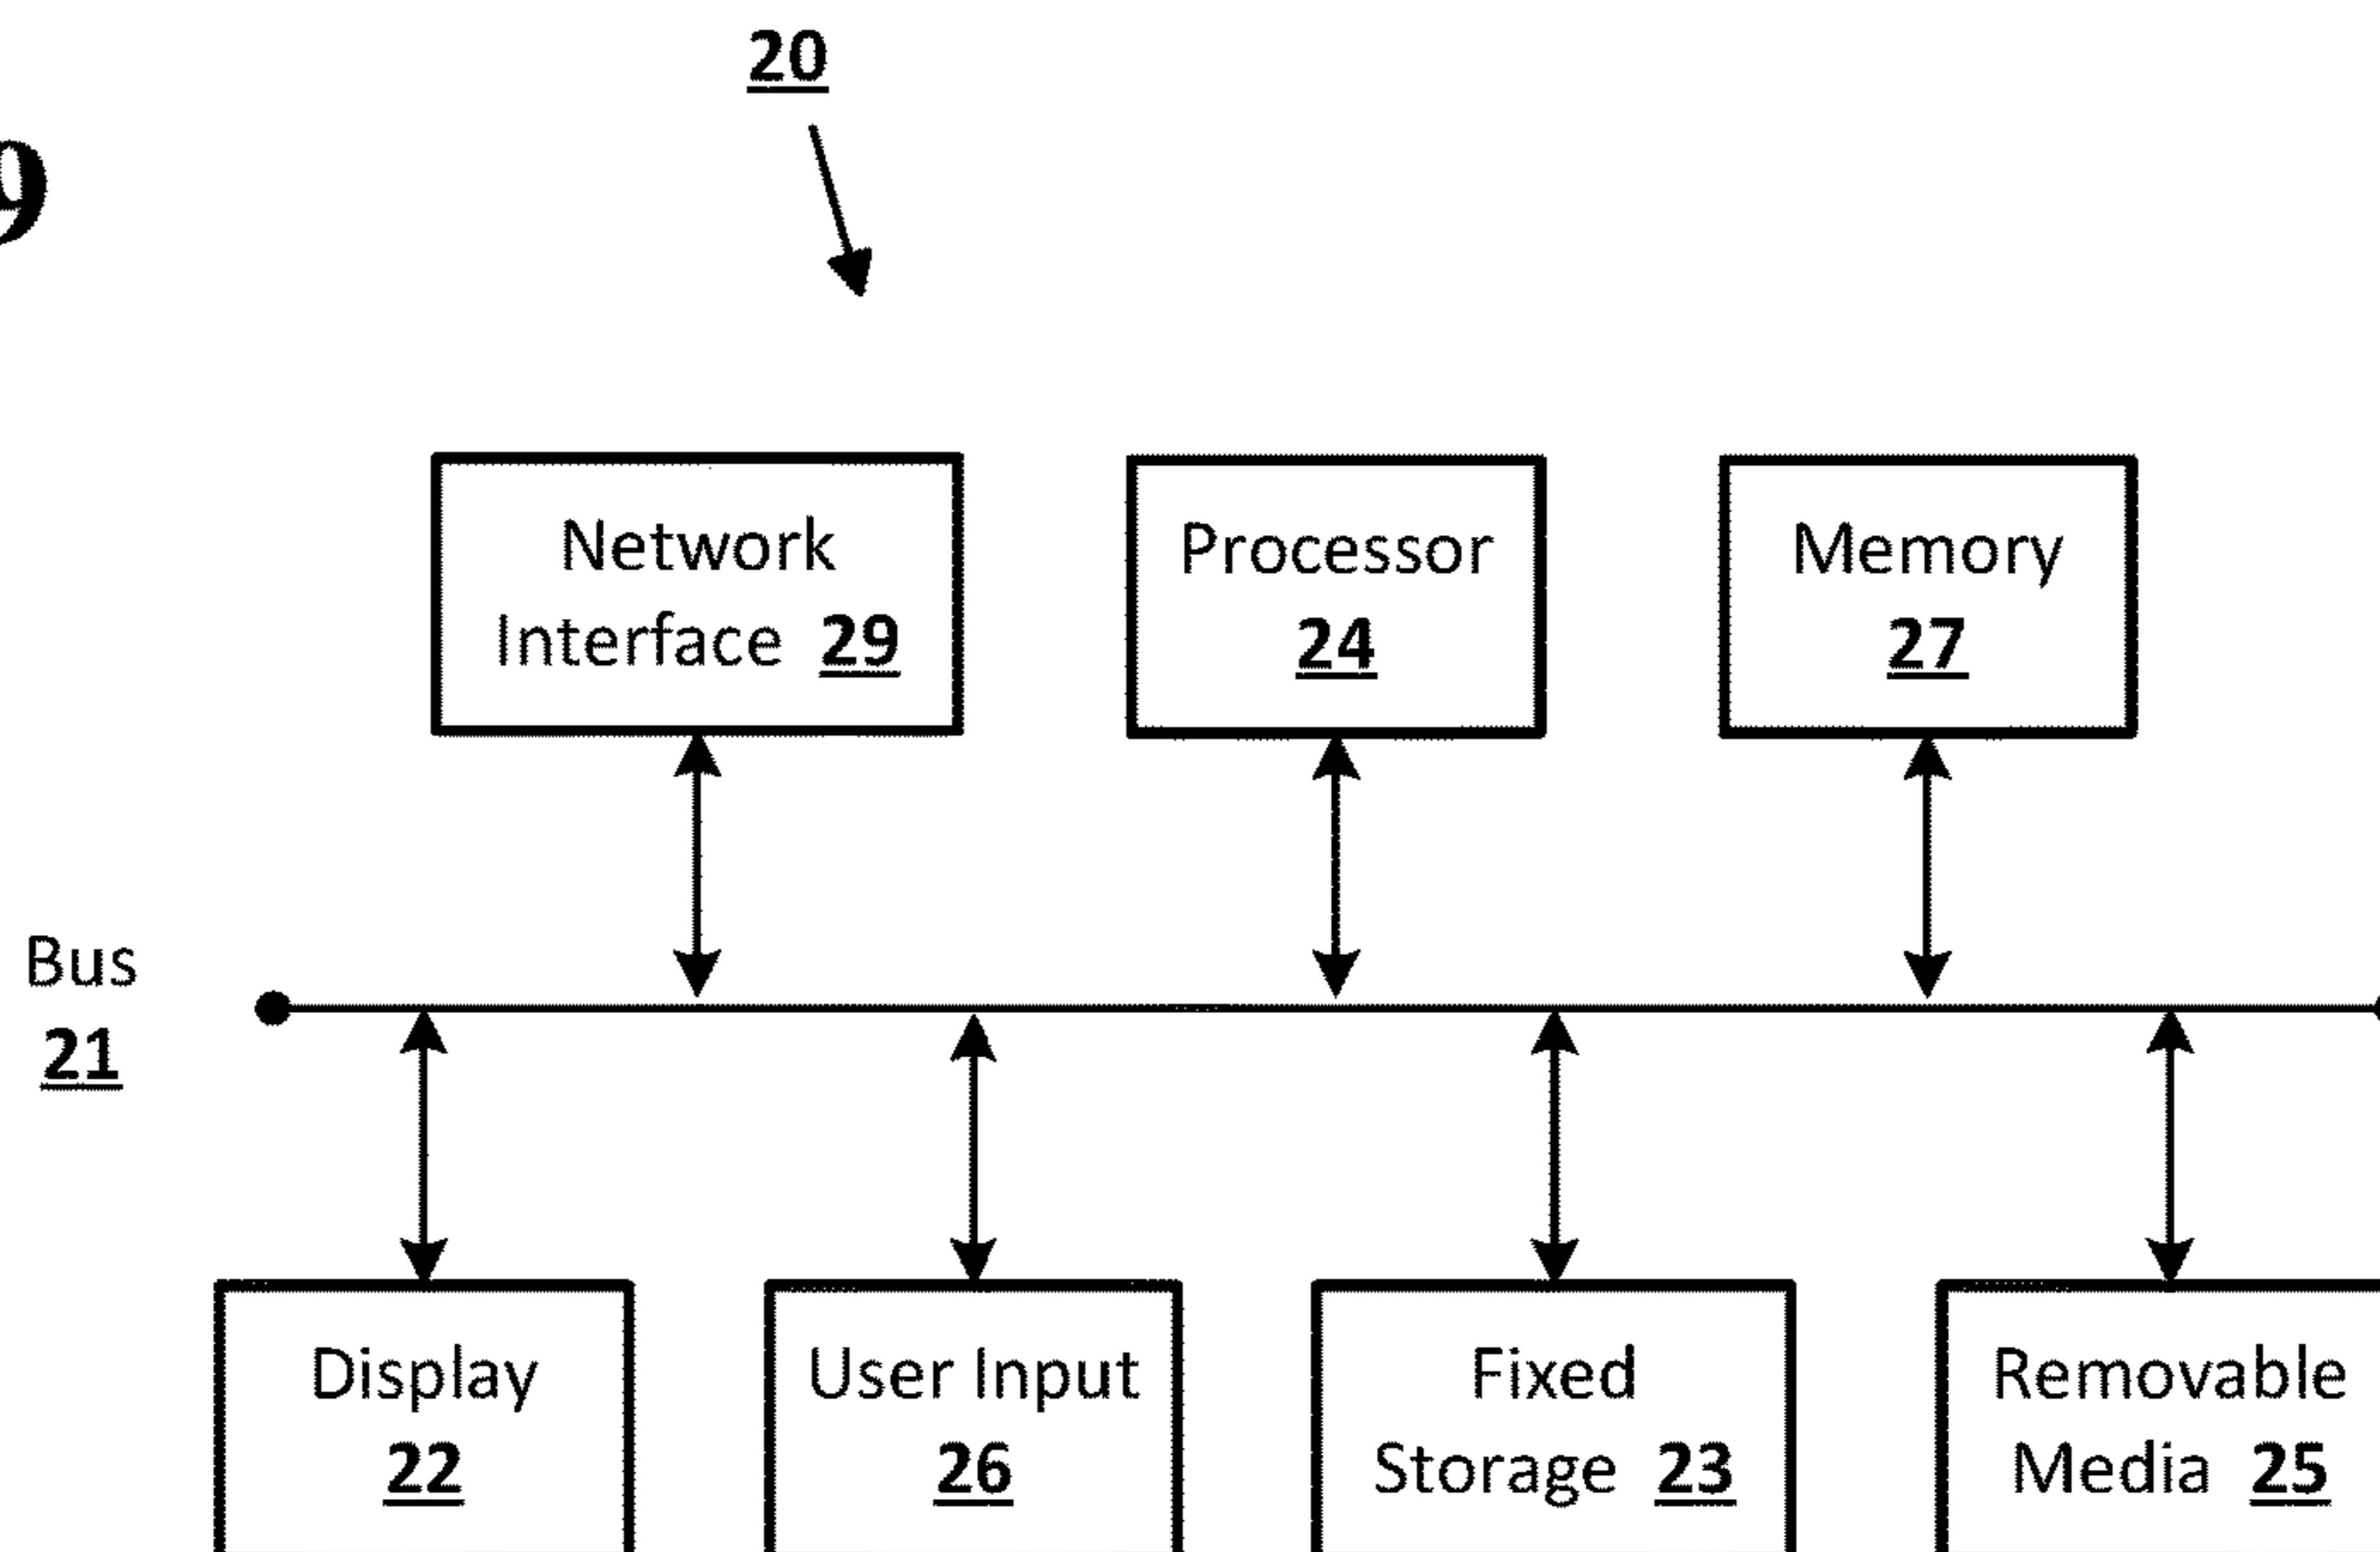 20
9
Network
Interface 29
Processor
24
Memory
27
Bus
21
Display
22
User Input
26
Fixed
Storage 23
Removable
Media 25